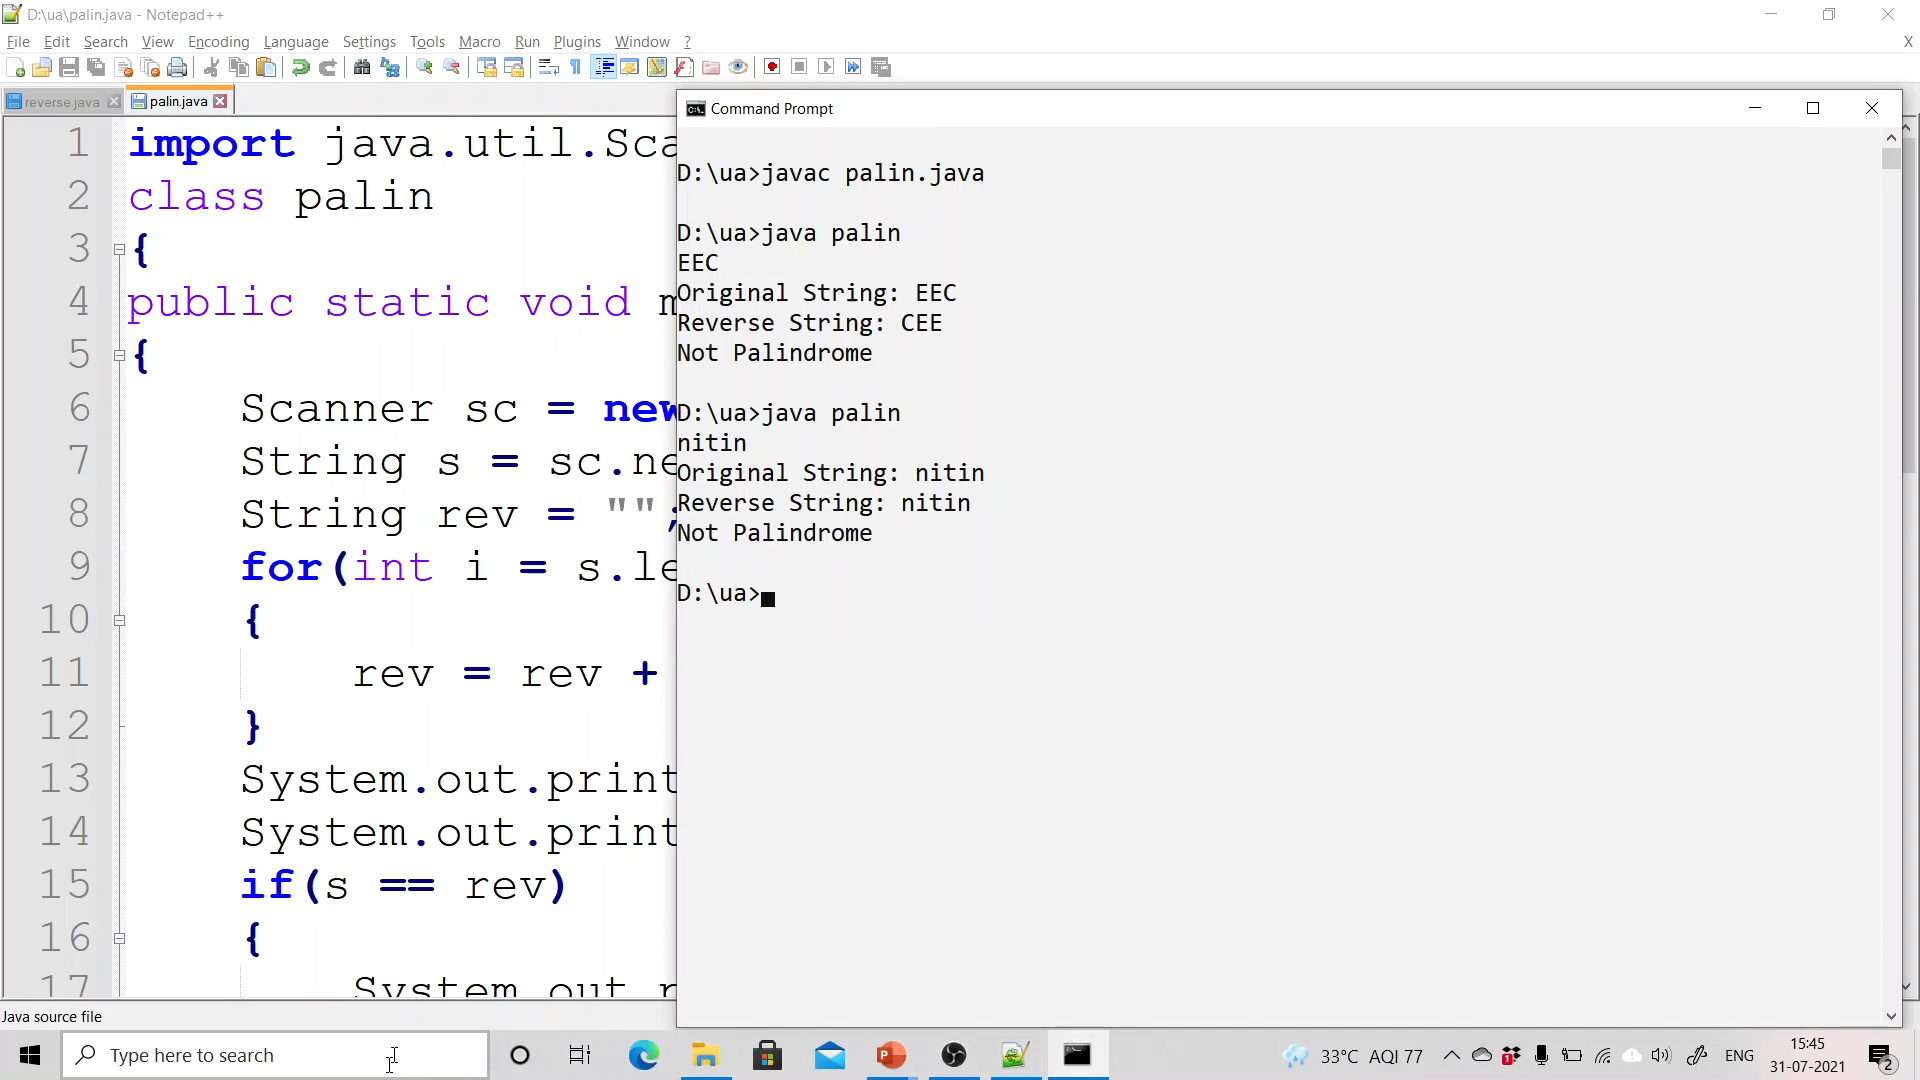 D:\ua\palin.java - Notepad++
File Edit Search View Encoding Language Settings Tools Macro Run Plugins Window ? X
reverse.java palin.java
1 import java.util.Sca
2 class palin
3 {
4 public static void m
5 {
6 Scanner sc = new
7 String s = sc.ne
8 String rev = "";
9 for(int i = s.le
10 {
11 rev = rev +
12 }
13 System.out.print
14 System.out.print
15 if(s == rev)
16 {
17 System.out.p
Java source file
Command Prompt
D:\ua>javac palin.java
D:\ua>java palin
EEC
Original String: EEC
Reverse String: CEE
Not Palindrome
D:\ua>java palin
nitin
Original String: nitin
Reverse String: nitin
Not Palindrome
D:\ua>
Type here to search
33°C AQI 77
ENG
15:45
31-07-2021
2